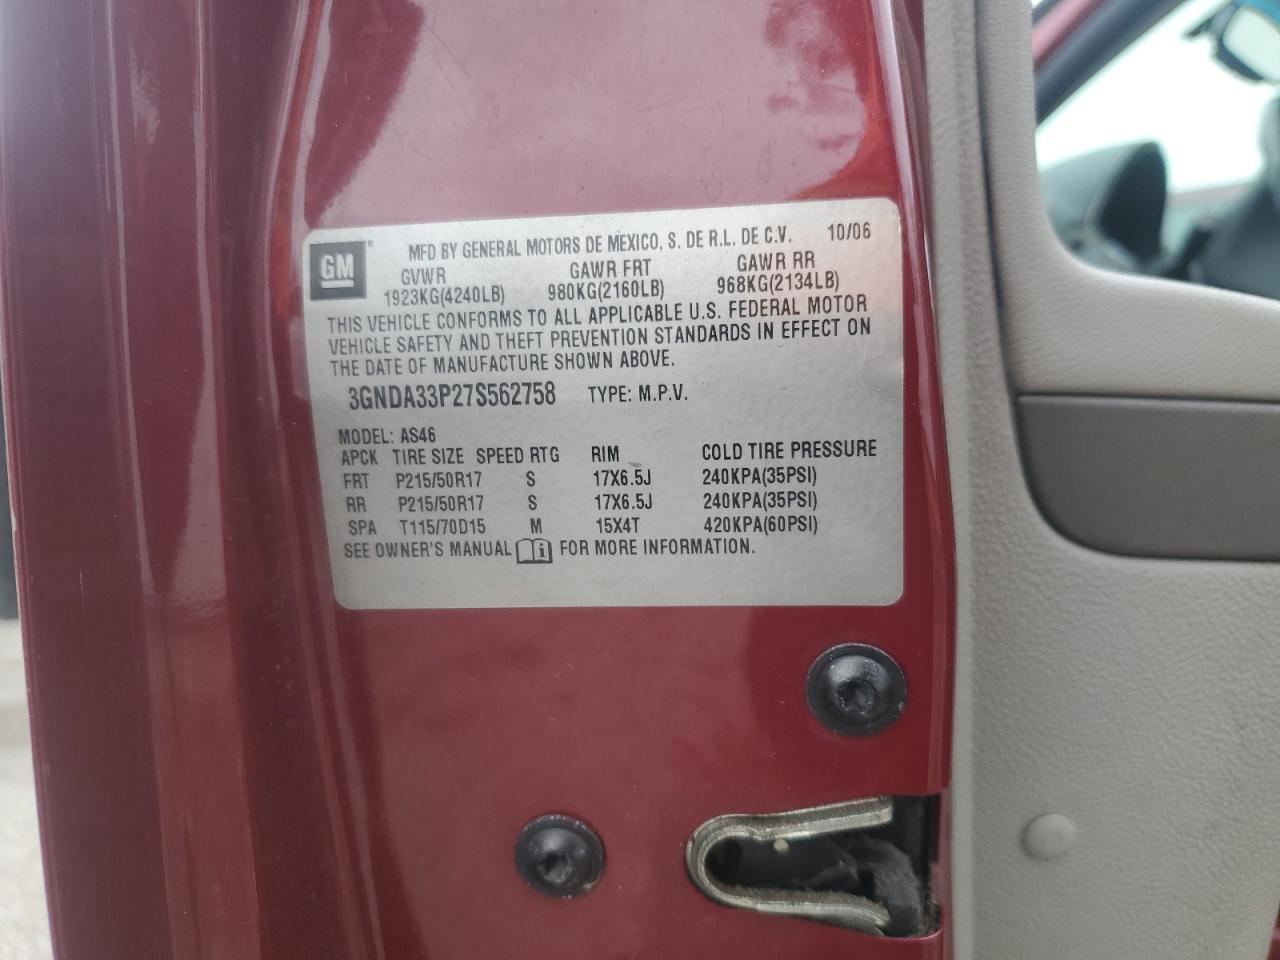 GM MFD BY GENERAL MOTORS DE MEXICO, S. DE R.L. DE C.V. 10/06
GVWR GAWR FRT GAWR RR
1923KG(4240LB) 980KG(2160LB) 968KG(2134LB)
THIS VEHICLE CONFORMS TO ALL APPLICABLE U.S. FEDERAL MOTOR
VEHICLE SAFETY AND THEFT PREVENTION STANDARDS IN EFFECT ON
THE DATE OF MANUFACTURE SHOWN ABOVE.
3GNDA33P27S562758 TYPE: M.P.V.
MODEL: AS46
APCK TIRE SIZE SPEED RTG RIM COLD TIRE PRESSURE
FRT P215/50R17 S 17X6.5J 240KPA(35PSI)
RR P215/50R17 S 17X6.5J 240KPA(35PSI)
SPA T115/70D15 M 15X4T 420KPA(60PSI)
SEE OWNER'S MANUAL i FOR MORE INFORMATION.